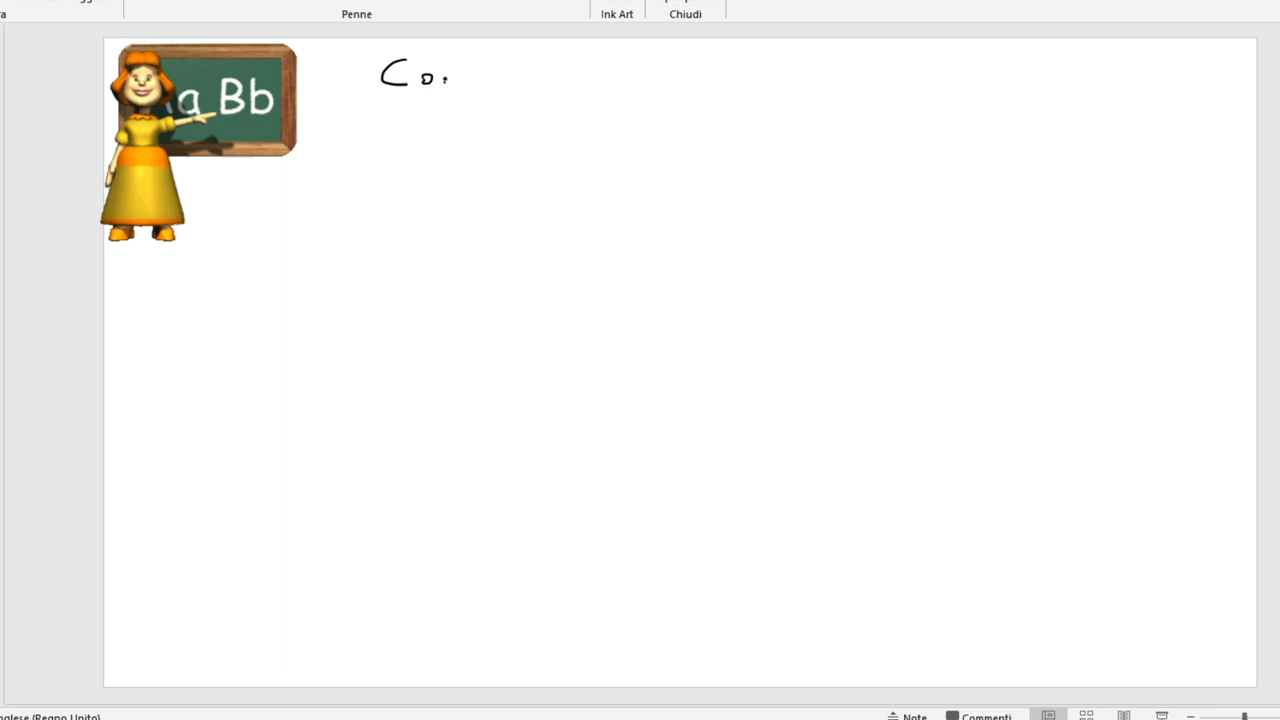 Penne
Ink Art
Chiudi
Bb
Co.
nglese (Regno Unito)
Note
Commenti